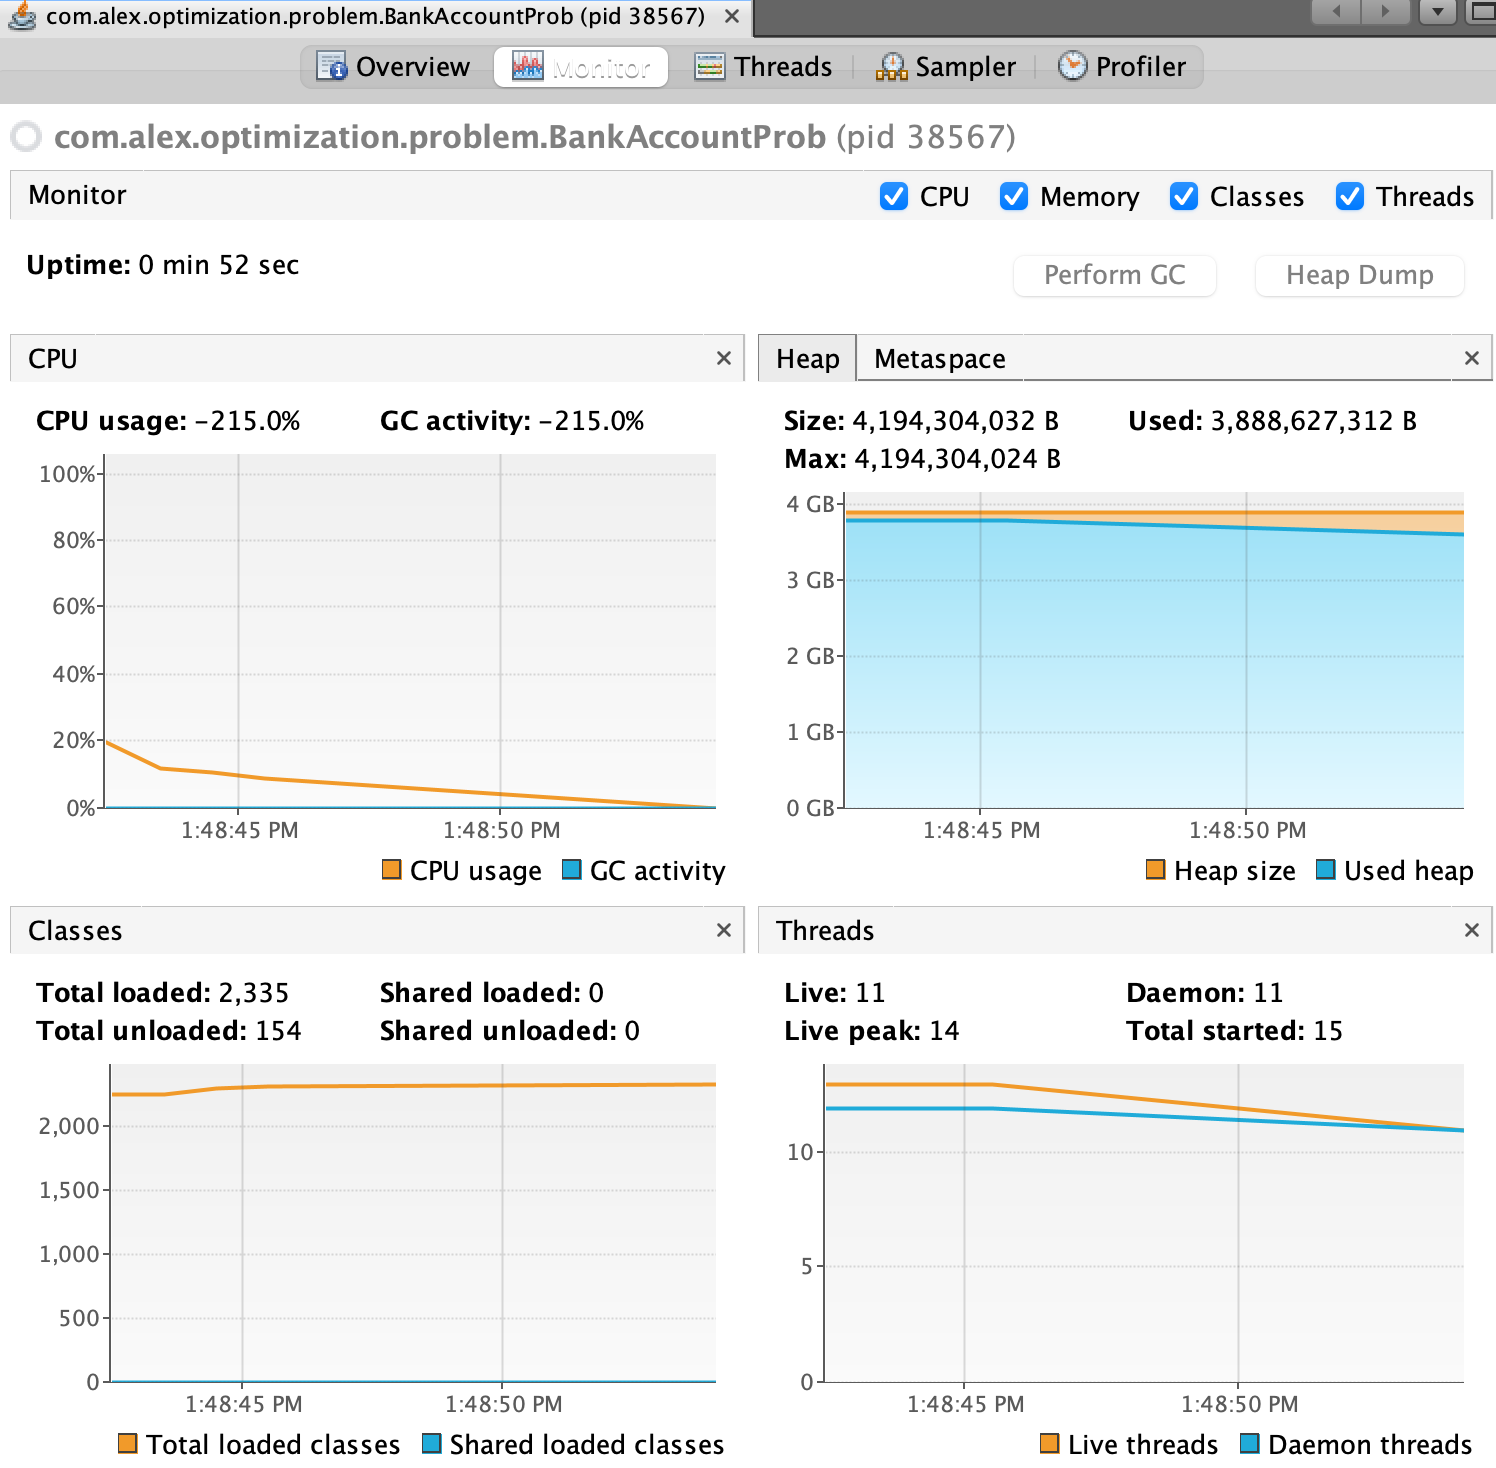 com.alex.optimization.problem.BankAccountProb (pid 38567)
Overview Monitor Threads Sampler Profiler
com.alex.optimization.problem.BankAccountProb (pid 38567)
Monitor CPU Memory Classes Threads
Uptime: 0 min 52 sec
Perform GC Heap Dump
CPU
CPU usage: -215.0% GC activity: -215.0%
100%
80%
60%
40%
20%
0%
1:48:45 PM 1:48:50 PM
CPU usage GC activity
Heap Metaspace
Size: 4,194,304,032 B Used: 3,888,627,312 B
Max: 4,194,304,024 B
4 GB
3 GB
2 GB
1 GB
0 GB
1:48:45 PM 1:48:50 PM
Heap size Used heap
Classes
Total loaded: 2,335 Shared loaded: 0
Total unloaded: 154 Shared unloaded: 0
2,000
1,500
1,000
500
0
1:48:45 PM 1:48:50 PM
Total loaded classes Shared loaded classes
Threads
Live: 11 Daemon: 11
Live peak: 14 Total started: 15
10
5
0
1:48:45 PM 1:48:50 PM
Live threads Daemon threads